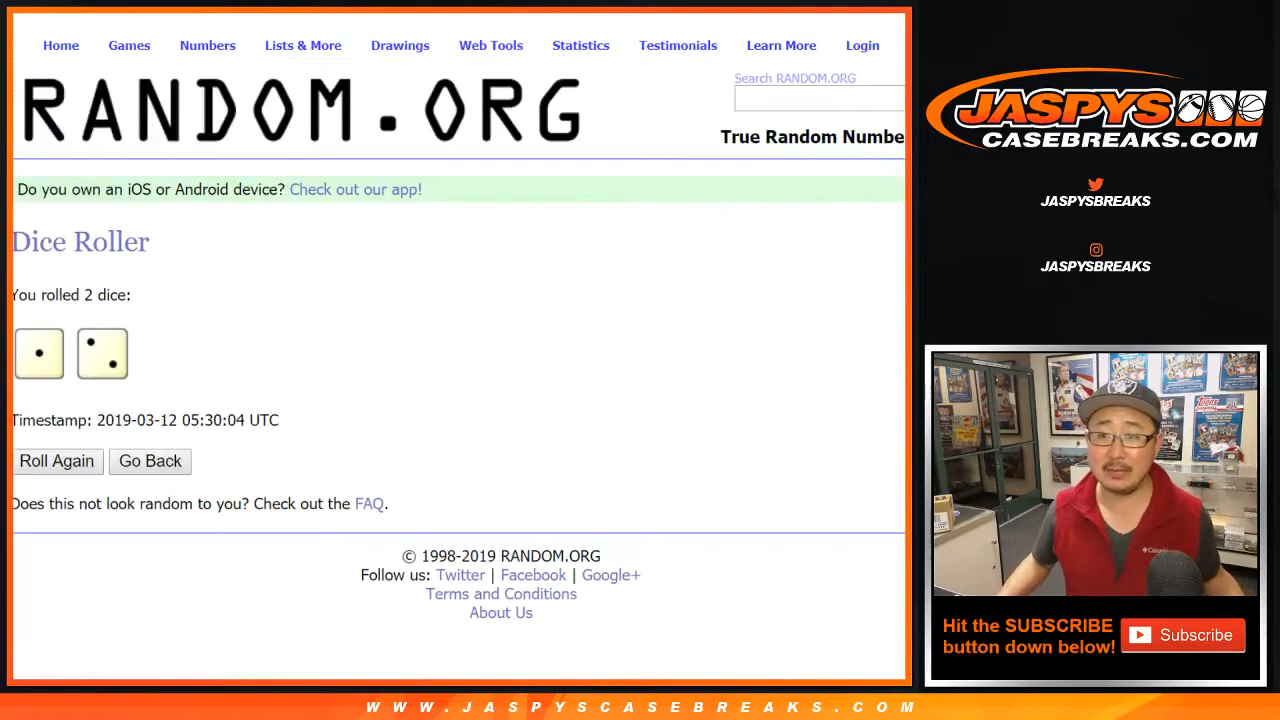 Home Games Numbers Lists & More Drawings Web Tools Statistics Testimonials Learn More Login
RANDOM.ORG
Search RANDOM.ORG
True Random Numbe
Do you own an iOS or Android device? Check out our app!
Dice Roller
You rolled 2 dice:
Timestamp: 2019-03-12 05:30:04 UTC
Roll Again Go Back
Does this not look random to you? Check out the FAQ.
© 1998-2019 RANDOM.ORG
Follow us: Twitter | Facebook | Google+
Terms and Conditions
About Us
JASPYS
CASEBREAKS.COM
JASPYSBREAKS
JASPYSBREAKS
Hit the SUBSCRIBE
button down below!
Subscribe
WWW.JASPYSCASEBREAKS.COM